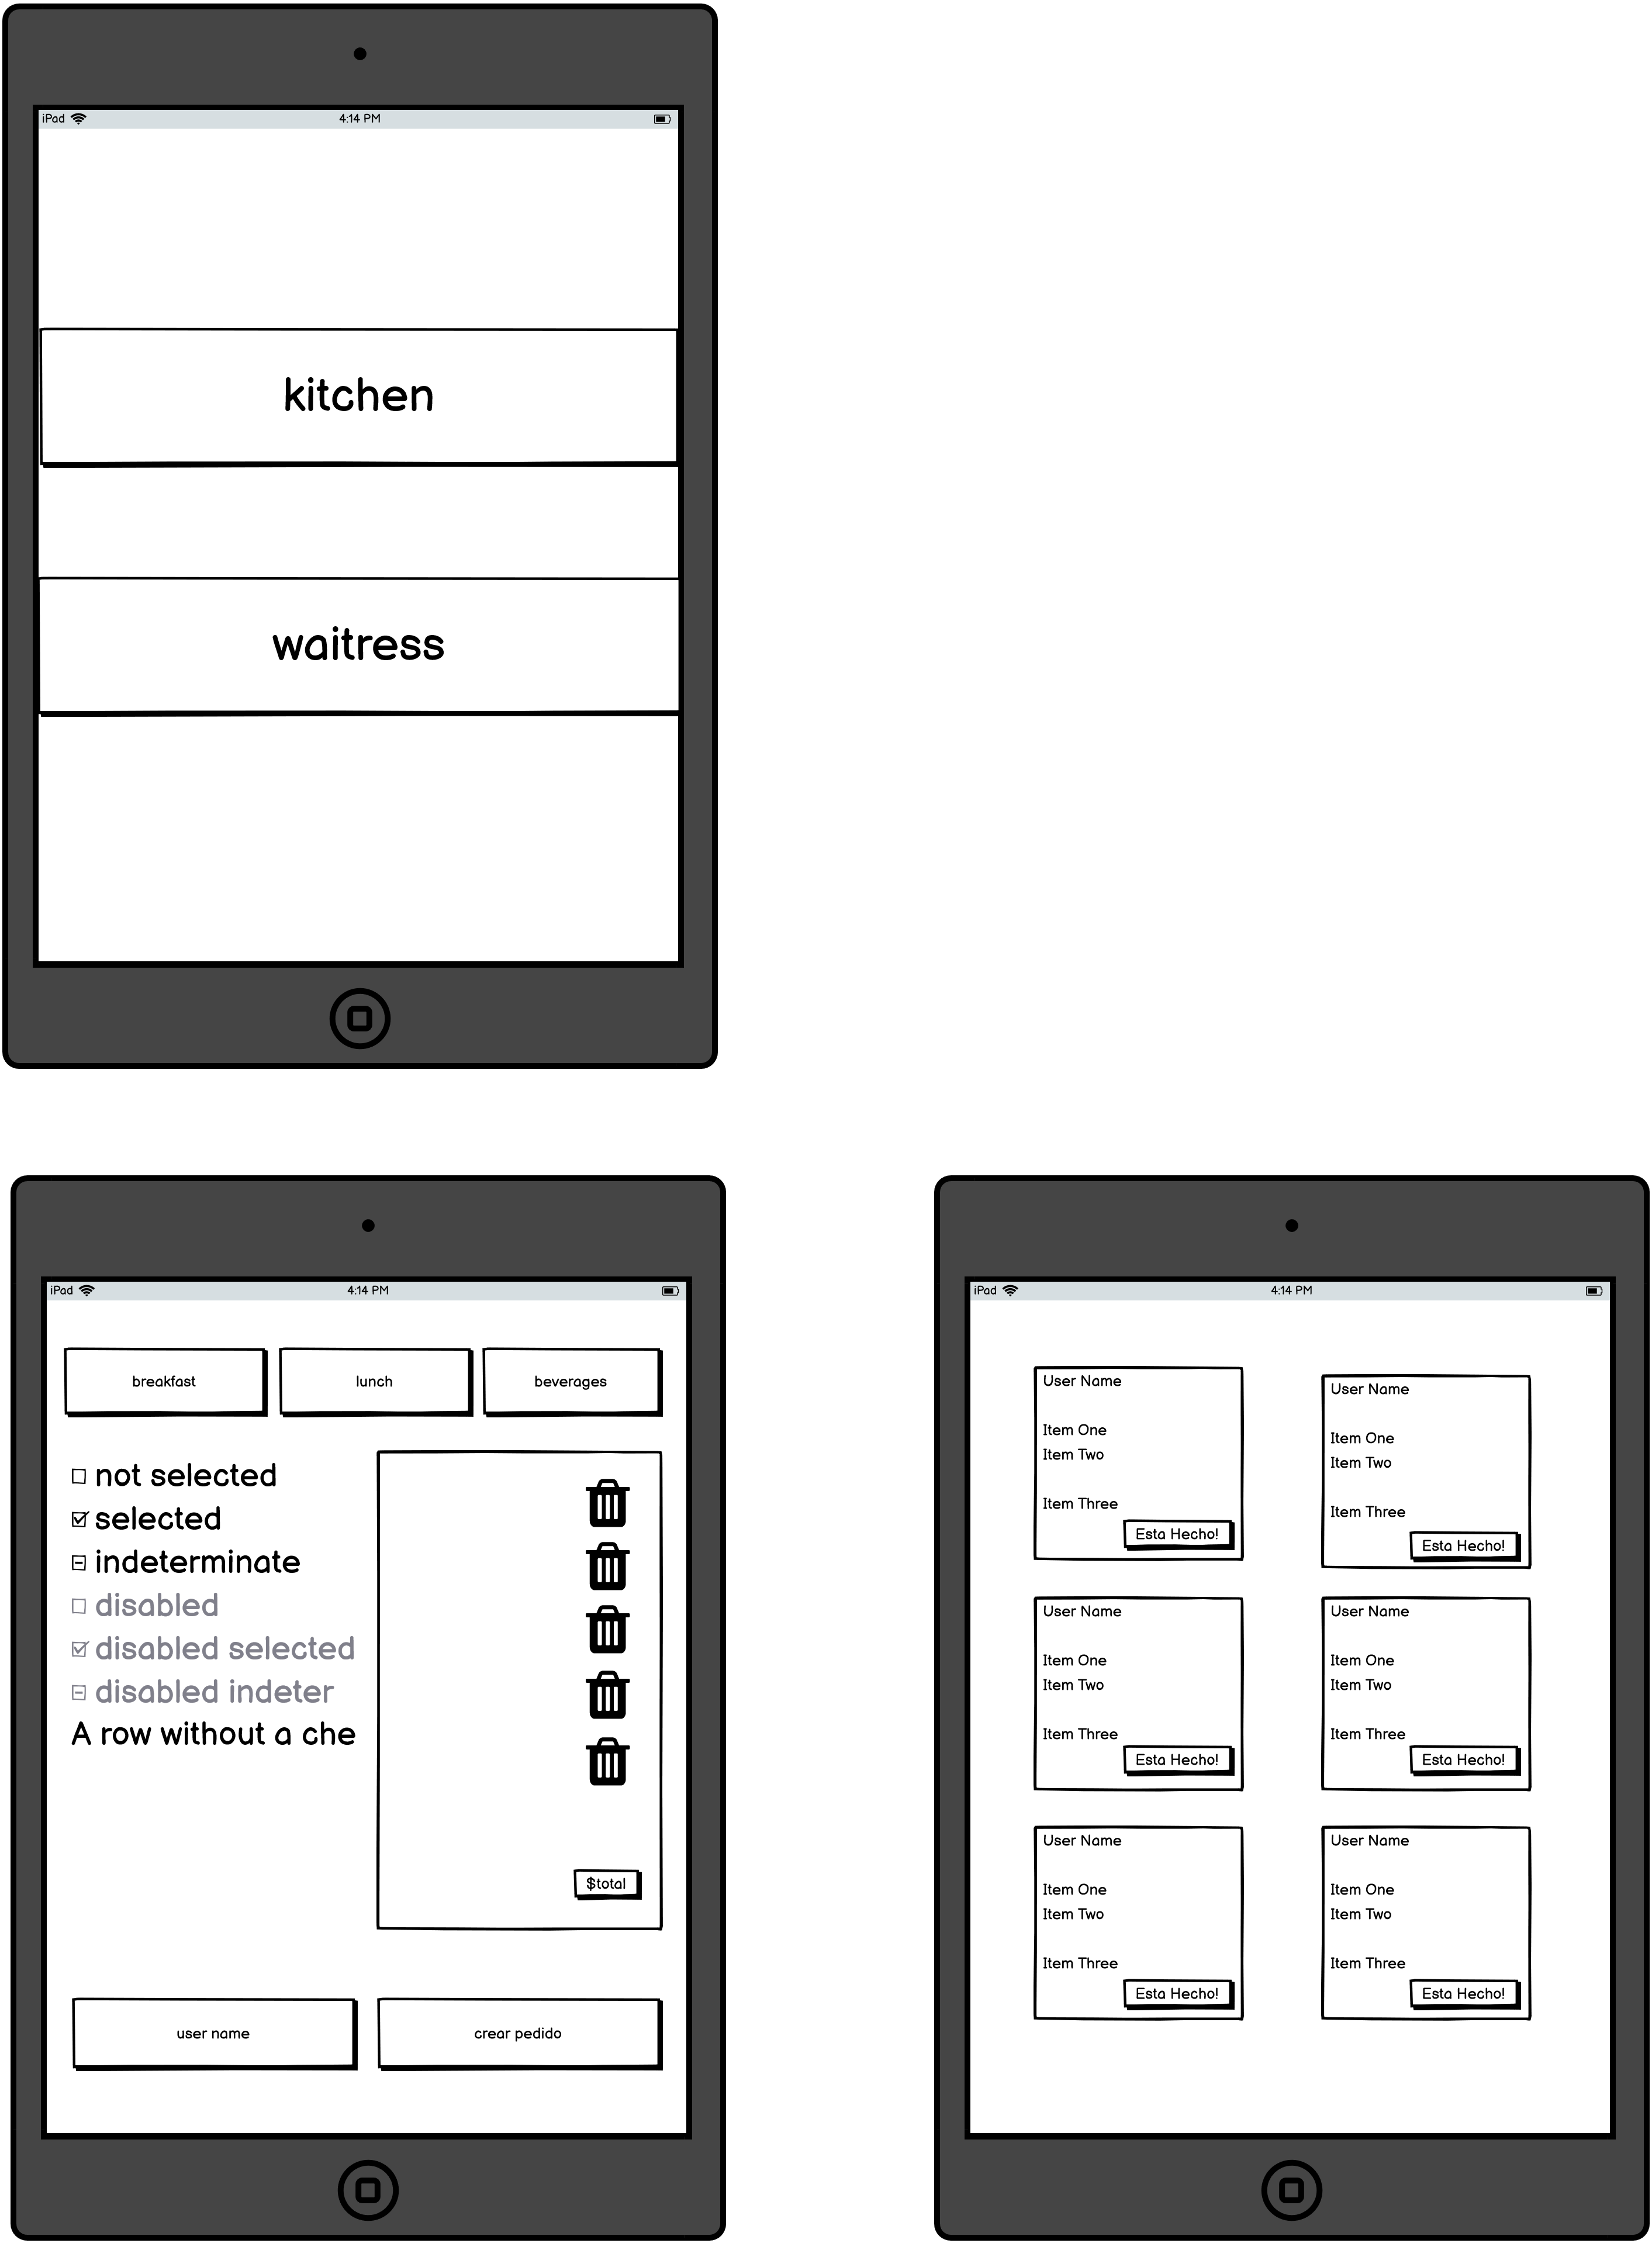 iPad 4:14 PM
kitchen
waitress
iPad 4:14 PM
breakfast lunch beverages
not selected
selected
indeterminate
disabled
disabled selected
disabled indeter
A row without a che
$total
user name crear pedido
iPad 4:14 PM
User Name
Item One
Item Two
Item Three
Esta Hecho!
User Name
Item One
Item Two
Item Three
Esta Hecho!
User Name
Item One
Item Two
Item Three
Esta Hecho!
User Name
Item One
Item Two
Item Three
Esta Hecho!
User Name
Item One
Item Two
Item Three
Esta Hecho!
User Name
Item One
Item Two
Item Three
Esta Hecho!